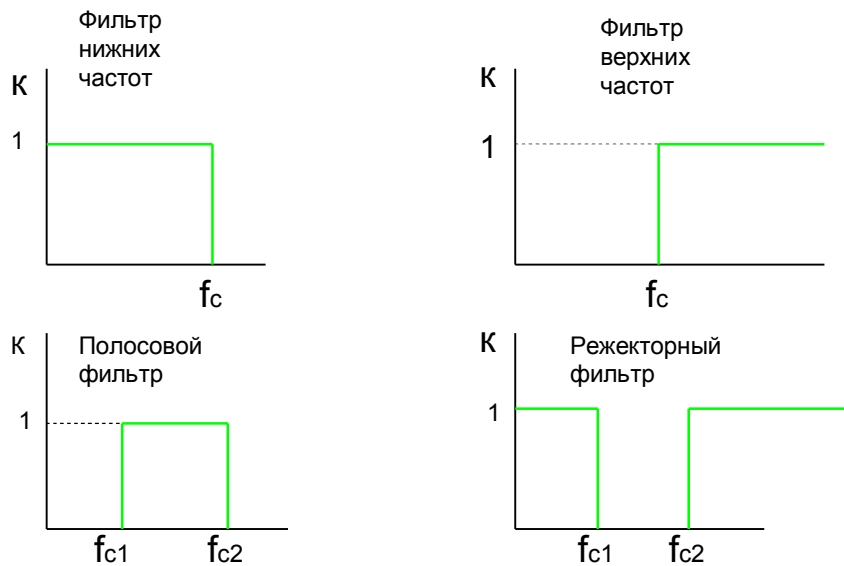 Фильтр
нижних
частот
К
1
fc
Фильтр
верхних
частот
К
1
fc
Полосовой
фильтр
К
1
fc1 fc2
Режекторный
фильтр
К
1
fc1 fc2